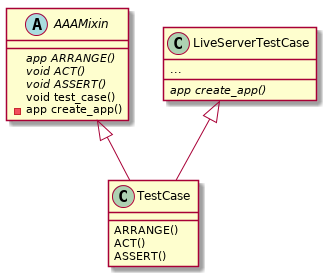 A AAAMixin
app ARRANGE()
void ACT()
void ASSERT()
void test_case()
app create_app()
C LiveServerTestCase
...
app create_app()
C TestCase
ARRANGE()
ACT()
ASSERT()